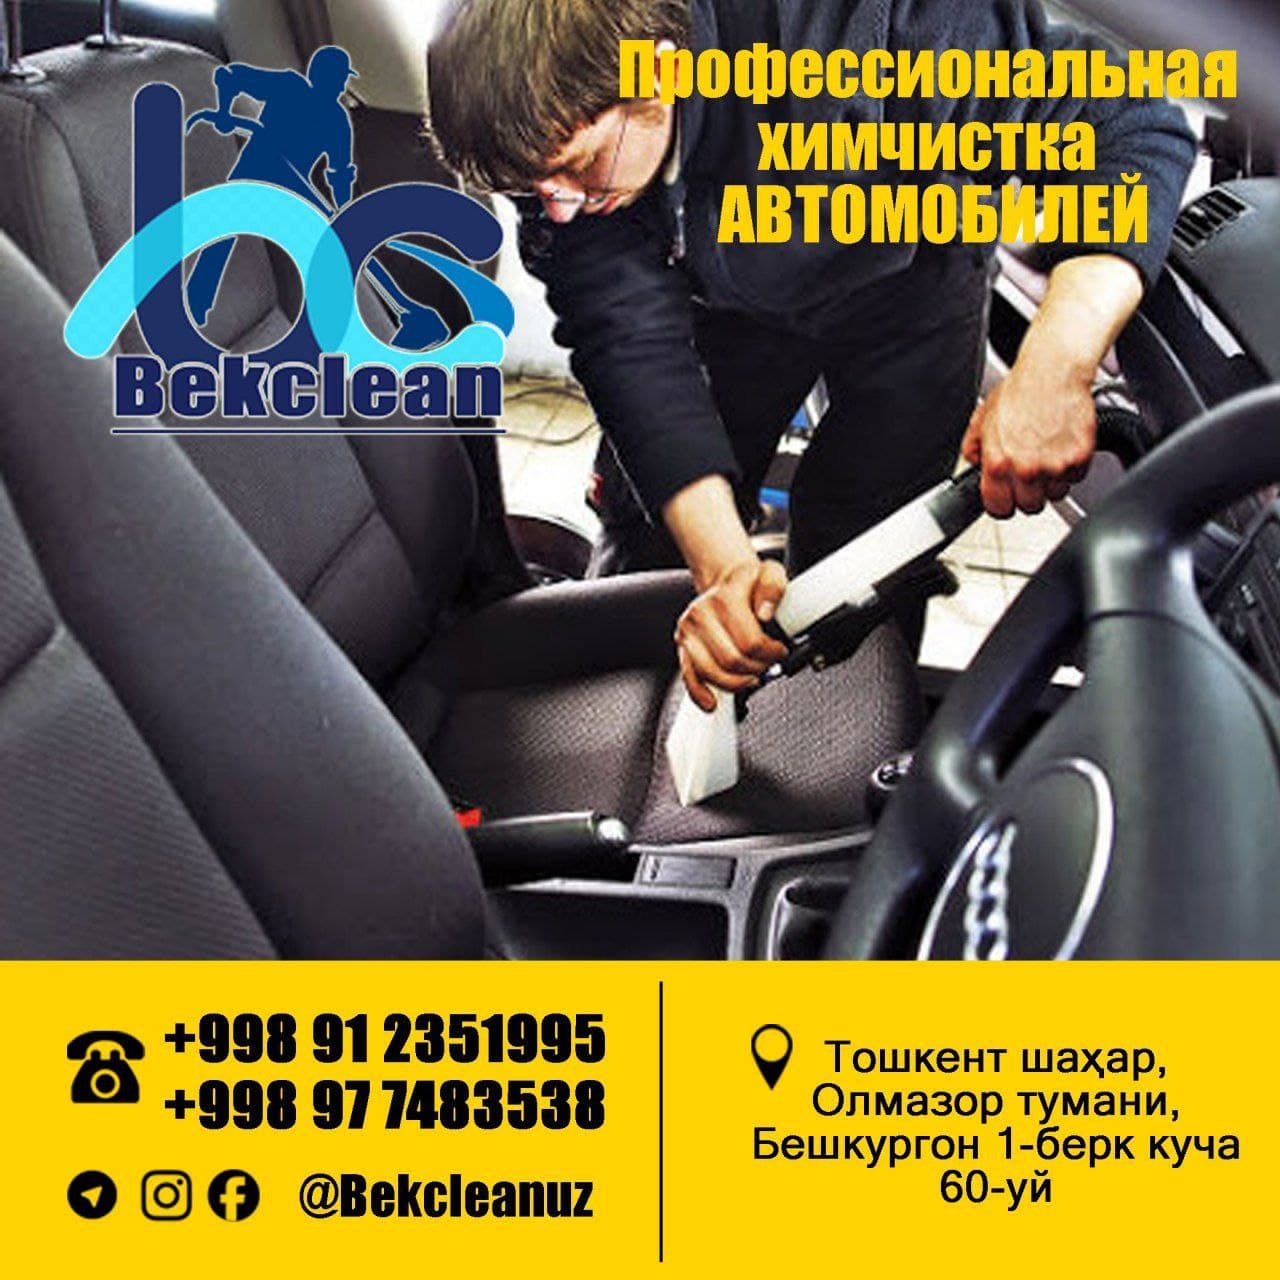 Профессиональная
химчистка
АВТОМОБИЛЕЙ
Bekclean
+998 91 2351995
+998 97 7483538
@Bekcleanuz
Тошкент шаҳар,
Олмазор тумани,
Бешкургон 1-берк куча
60-уй